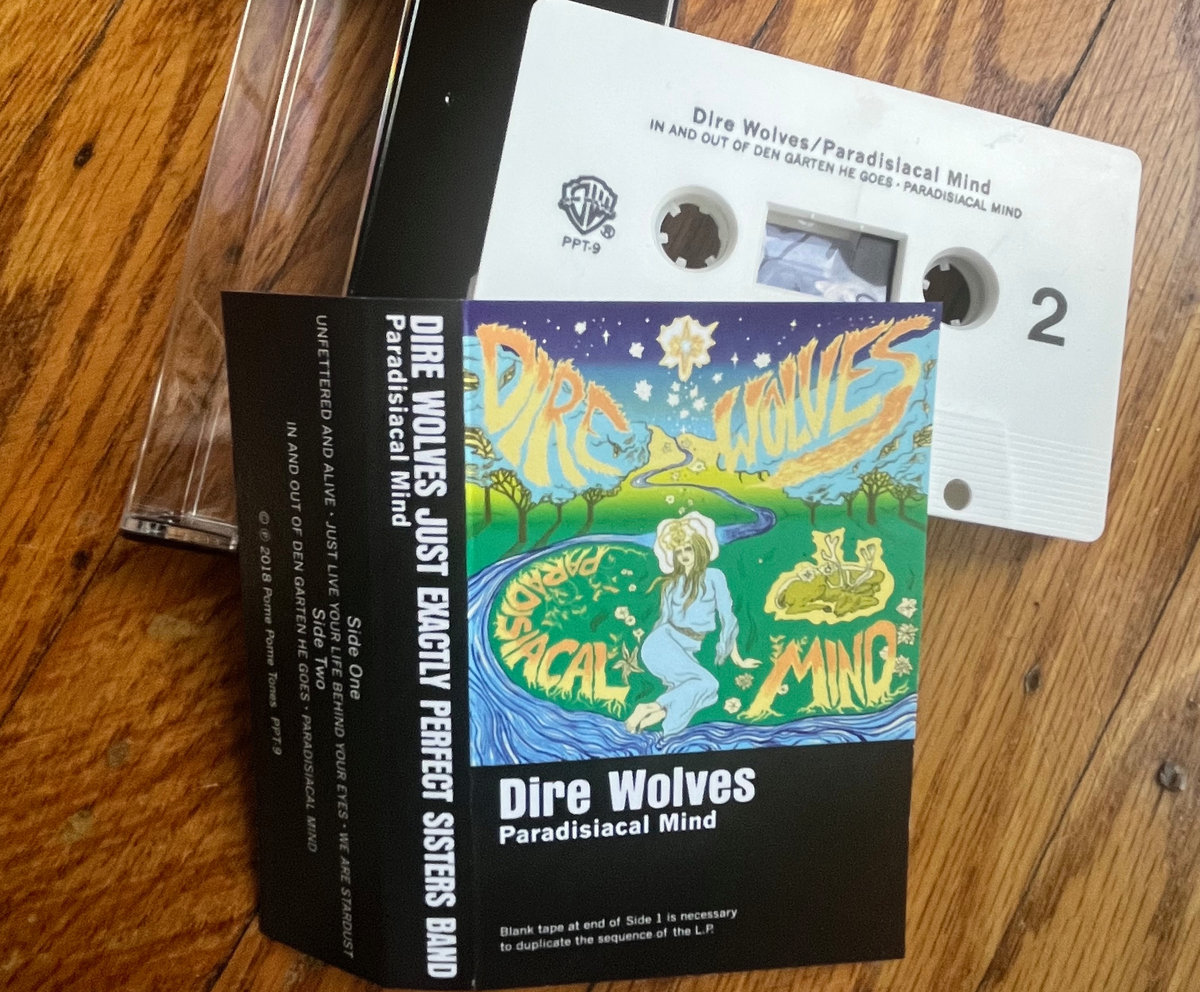 Dire Wolves/Paradisiacal Mind
IN AND OUT OF DEN GARTEN HE GOES · PARADISIACAL MIND
PPT-9
2
DIRE WOLVES
PARADISIACAL
MIND
Dire Wolves
Paradisiacal Mind
Blank tape at end of Side 1 is necessary
to duplicate the sequence of the L.P.
DIRE WOLVES JUST EXACTLY PERFECT SISTERS BAND
Paradisiacal Mind
Side One
UNFETTERED AND ALIVE · JUST LIVE YOUR LIFE BEHIND YOUR EYES · WE ARE STARDUST
Side Two
IN AND OUT OF DEN GARTEN HE GOES · PARADISIACAL MIND
© ℗ 2018 Pome Pome Tones PPT-9